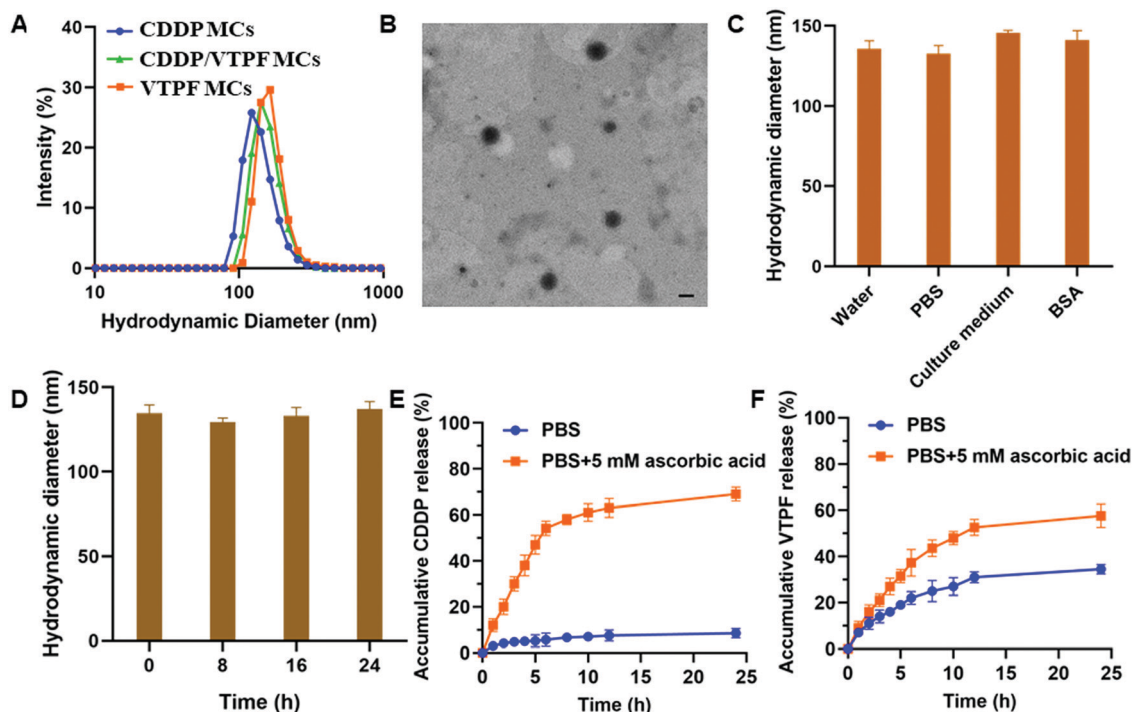 A
Intensity (%)
40
30
20
10
0
CDDP MCs
CDDP/VTPF MCs
VTPF MCs
10
100
1000
Hydrodynamic Diameter (nm)
B
C
Hydrodynamic diameter (nm)
150
100
50
0
Water
PBS
Culture medium
BSA
D
Hydrodynamic diameter (nm)
150
100
50
0
0
8
16
24
Time (h)
E
Accumulative CDDP release (%)
100
80
60
40
20
0
PBS
PBS+5 mM ascorbic acid
0
5
10
15
20
25
Time (h)
F
Accumulative VTPF release (%)
100
80
60
40
20
0
PBS
PBS+5 mM ascorbic acid
0
5
10
15
20
25
Time (h)